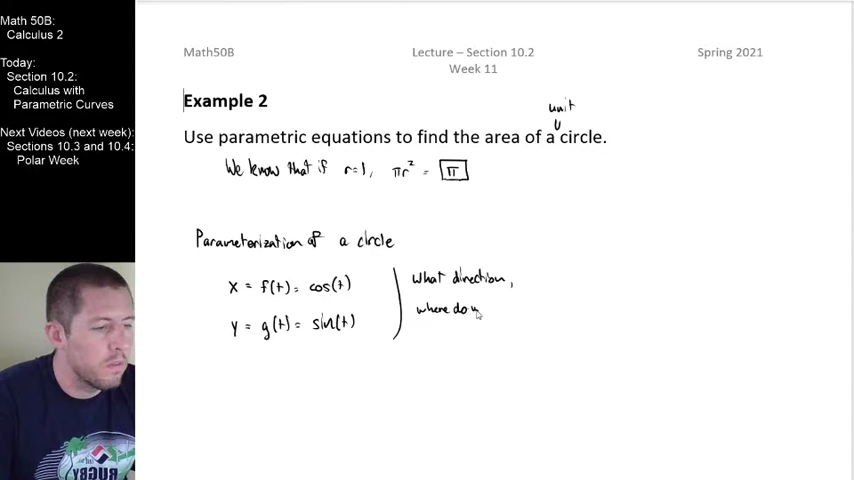 Math 50B:
Calculus 2
Today:
Section 10.2:
Calculus with
Parametric Curves
Next Videos (next week):
Sections 10.3 and 10.4:
Polar Week
Math50B
Lecture – Section 10.2
Spring 2021
Week 11
Example 2
unit
Use parametric equations to find the area of a circle.
We know that if r=1, πr² = π
Parameterization of a circle
x = f(t) = cos(t)
what direction,
y = g(t) = sin(t)
where do
RUGBY